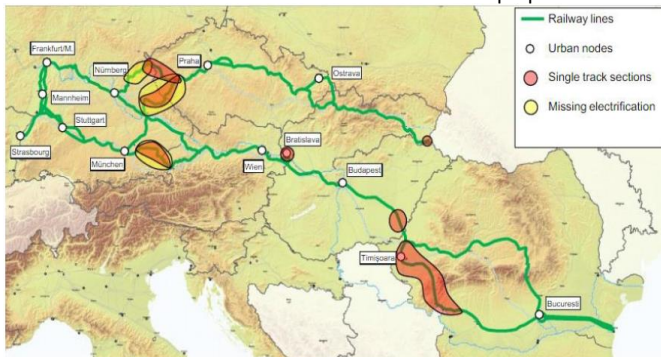 Railway lines
Urban nodes
Single track sections
Missing electrification
Frankfurt/M.
Nürnberg
Praha
Ostrava
Mannheim
Stuttgart
Strasbourg
München
Wien
Bratislava
Budapest
Timişoara
Bucuresti